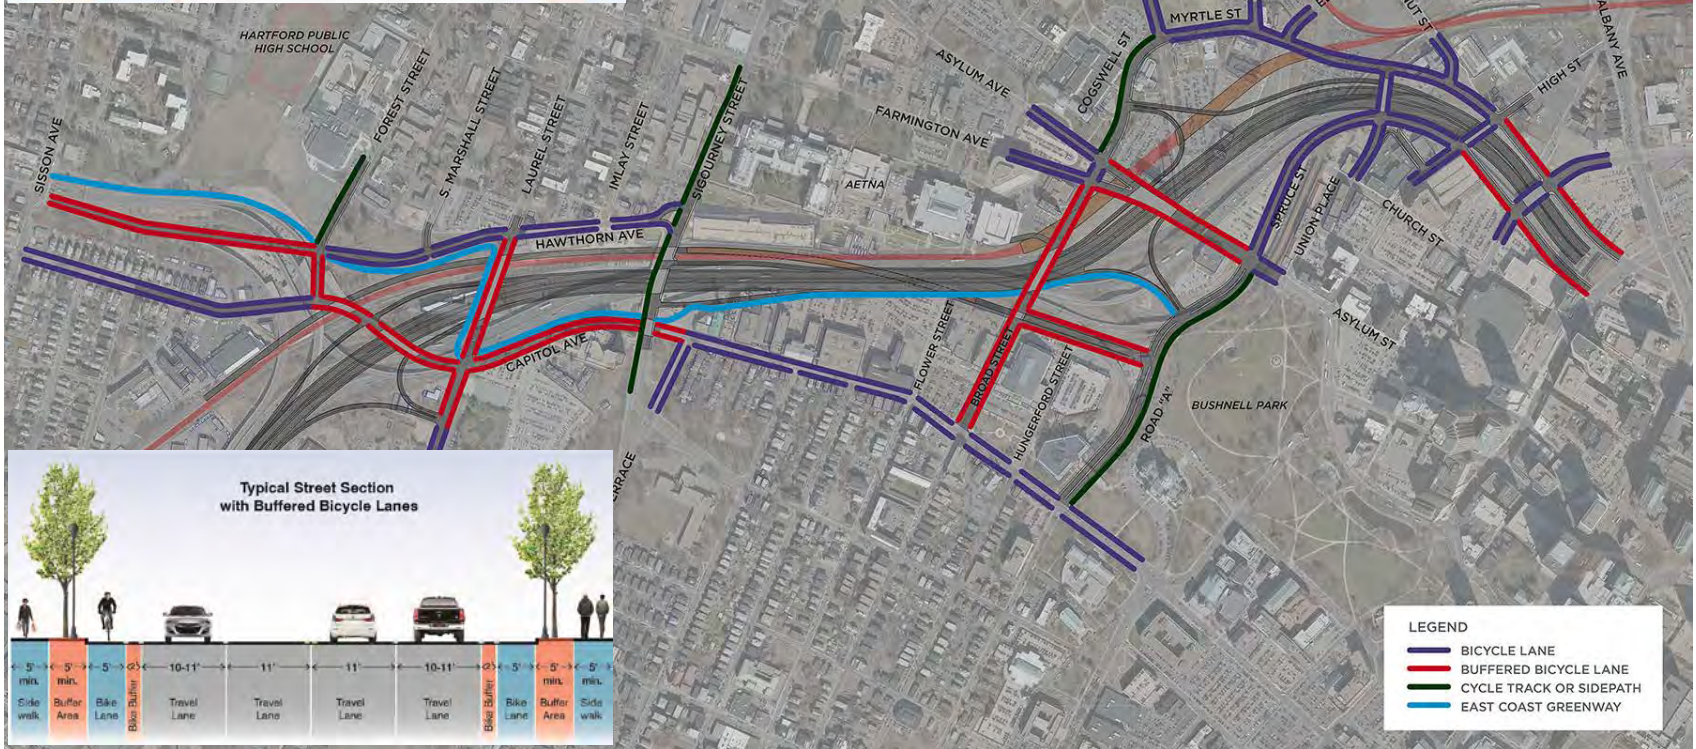 HARTFORD PUBLIC
HIGH SCHOOL
MYRTLE ST
ALBANY AVE
SISSON AVE
FOREST STREET
S. MARSHALL STREET
LAUREL STREET
IMLAY STREET
SIGOURNEY STREET
ASYLUM AVE
FARMINGTON AVE
COGSWELL ST
HIGH ST
AETNA
HAWTHORN AVE
SPRUCE ST
UNION PLACE
CHURCH ST
ASYLUM ST
CAPITOL AVE
FLOWER STREET
BROAD STREET
HUNGERFORD STREET
ROAD "A"
BUSHNELL PARK
Typical Street Section
with Buffered Bicycle Lanes
5' 5' 5' 2' 10-11' 11' 11' 10-11' 2' 5' 5' 5'
min. min. min. min.
Side walk
Buffer Area
Bike Lane
Bike Buffer
Travel Lane
Travel Lane
Travel Lane
Travel Lane
Bike Buffer
Bike Lane
Buffer Area
Side walk
LEGEND
BICYCLE LANE
BUFFERED BICYCLE LANE
CYCLE TRACK OR SIDEPATH
EAST COAST GREENWAY